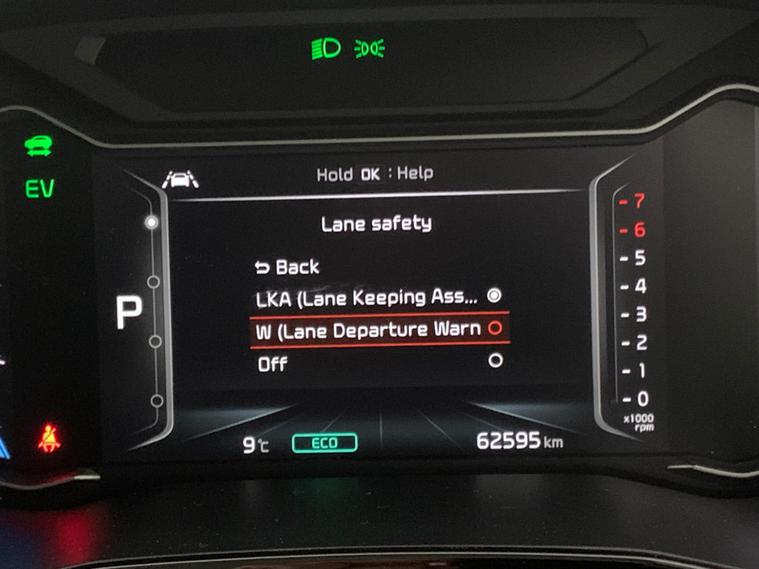 EV
Hold OK : Help
Lane safety
Back
LKA (Lane Keeping Ass...
W (Lane Departure Warn
Off
P
7
6
5
4
3
2
1
0
x1000
rpm
9°C
ECO
62595 km